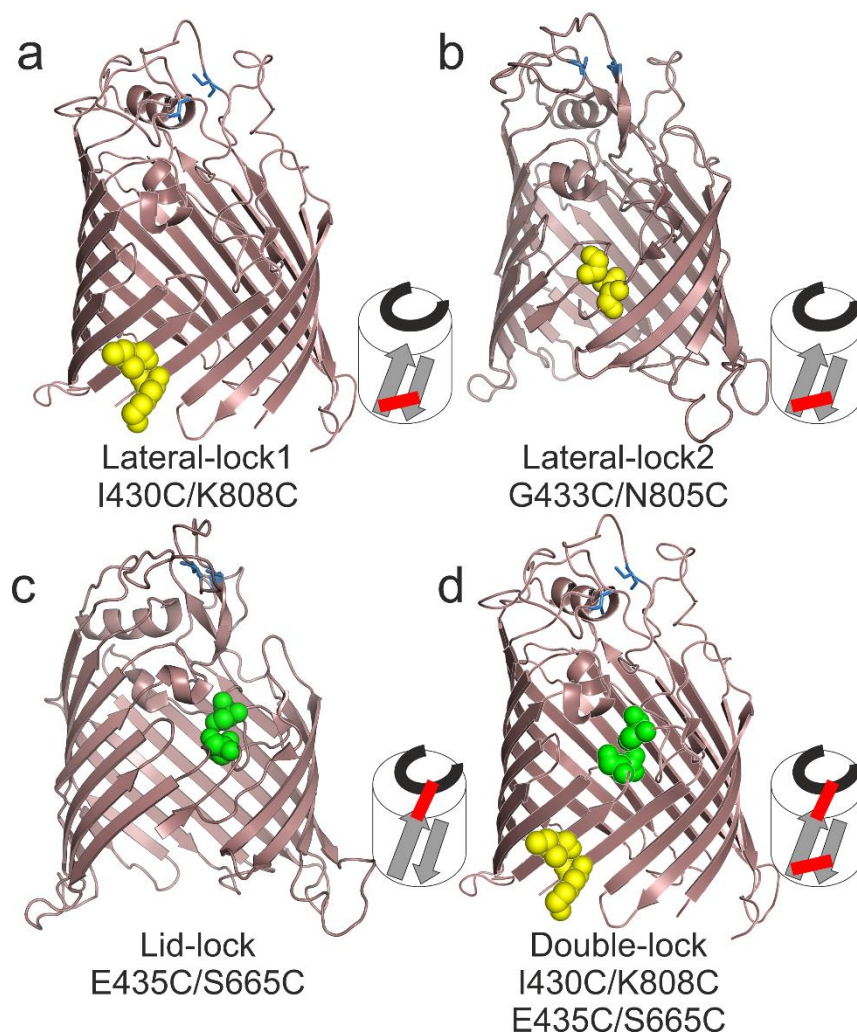 a
b
Lateral-lock1
I430C/K808C
Lateral-lock2
G433C/N805C
c
d
Lid-lock
E435C/S665C
Double-lock
I430C/K808C
E435C/S665C